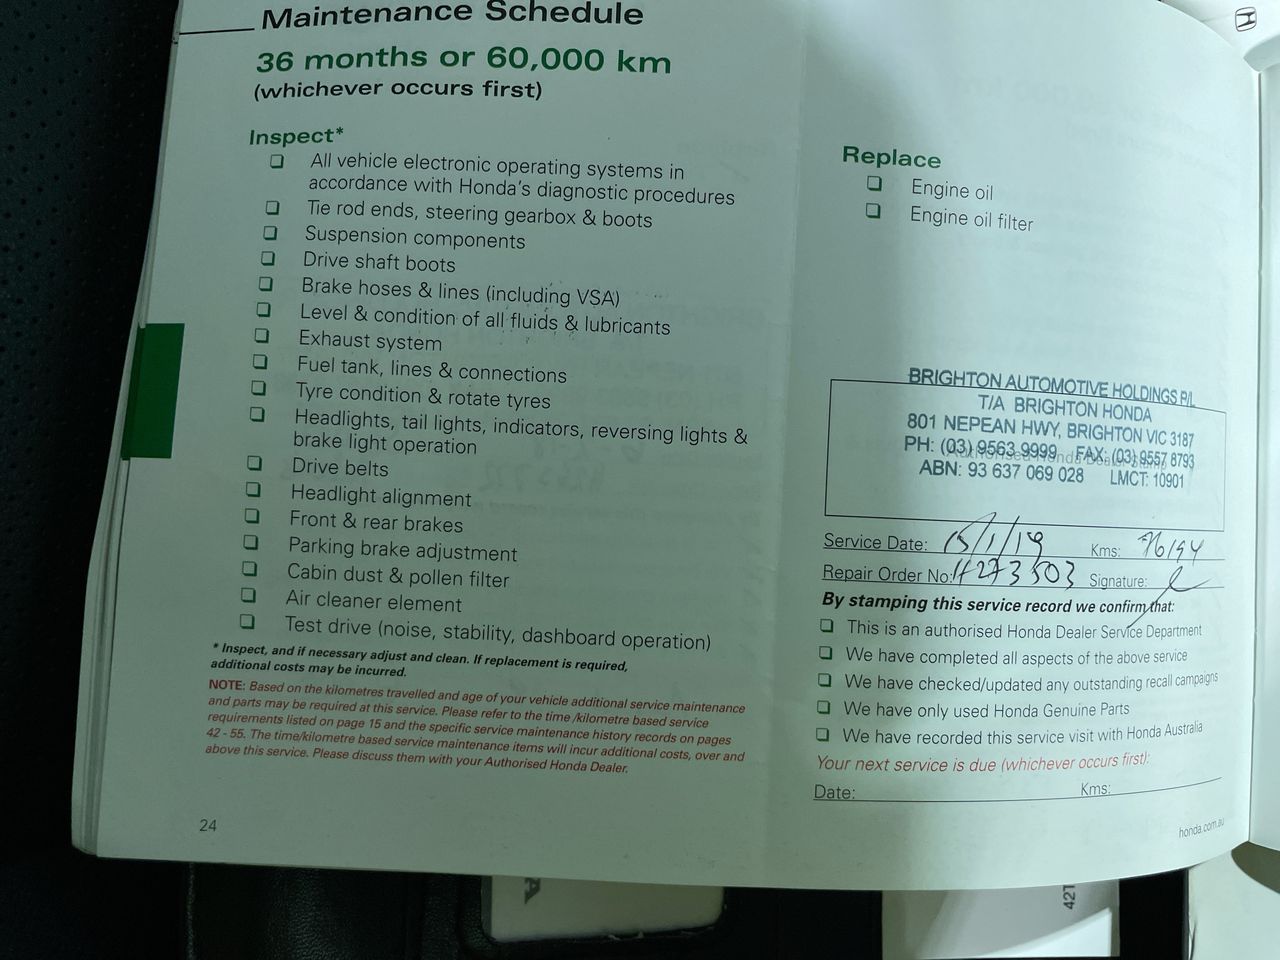 Maintenance Schedule
36 months or 60,000 km
(whichever occurs first)
Inspect*
All vehicle electronic operating systems in
accordance with Honda's diagnostic procedures
Tie rod ends, steering gearbox & boots
Suspension components
Drive shaft boots
Brake hoses & lines (including VSA)
Level & condition of all fluids & lubricants
Exhaust system
Fuel tank, lines & connections
Tyre condition & rotate tyres
Headlights, tail lights, indicators, reversing lights &
brake light operation
Drive belts
Headlight alignment
Front & rear brakes
Parking brake adjustment
Cabin dust & pollen filter
Air cleaner element
Test drive (noise, stability, dashboard operation)
* Inspect, and if necessary adjust and clean. If replacement is required,
additional costs may be incurred.
NOTE: Based on the kilometres travelled and age of your vehicle additional service maintenance
and parts may be required at this service. Please refer to the time /kilometre based service
requirements listed on page 15 and the specific service maintenance history records on pages
42 - 55. The time/kilometre based service maintenance items will incur additional costs, over and
above this service. Please discuss them with your Authorised Honda Dealer.
24
Replace
Engine oil
Engine oil filter
BRIGHTON AUTOMOTIVE HOLDINGS P/L
T/A BRIGHTON HONDA
801 NEPEAN HWY, BRIGHTON VIC 3187
PH: (03) 9563 9999 FAX: (03) 9557 8793
ABN: 93 637 069 028 LMCT: 10901
Service Date: 15/1/19 Kms: 76194
Repair Order No: 4273503 Signature:
By stamping this service record we confirm that:
This is an authorised Honda Dealer Service Department
We have completed all aspects of the above service
We have checked/updated any outstanding recall campaigns
We have only used Honda Genuine Parts
We have recorded this service visit with Honda Australia
Your next service is due (whichever occurs first):
Date: Kms:
honda.com.au
42T